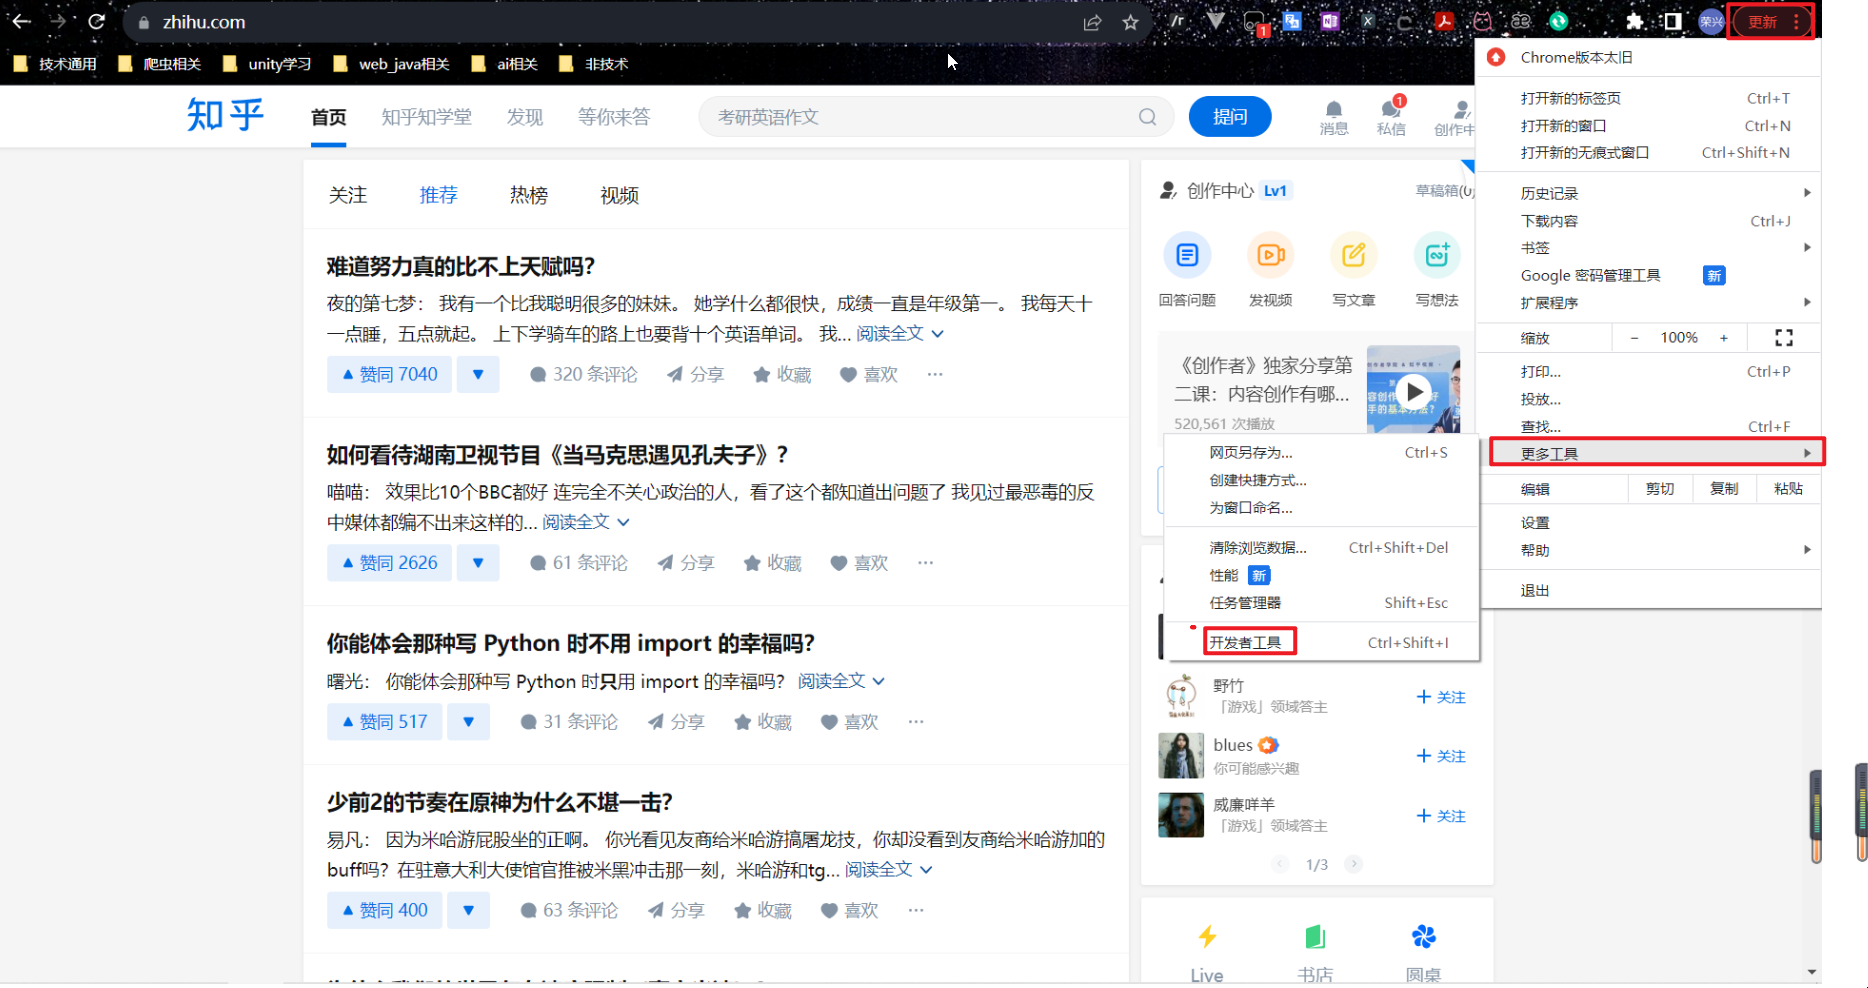 zhihu.com
/r
1
荣兴
更新
技术通用
爬虫相关
unity学习
web_java相关
ai相关
非技术
知乎
首页
知乎知学堂
发现
等你来答
考研英语作文
提问
消息
1
私信
创作中
关注
推荐
热榜
视频
难道努力真的比不上天赋吗?
夜的第七梦： 我有一个比我聪明很多的妹妹。 她学什么都很快，成绩一直是年级第一。 我每天十
一点睡，五点就起。 上下学骑车的路上也要背十个英语单词。 我... 阅读全文
赞同 7040
320 条评论
分享
收藏
喜欢
如何看待湖南卫视节目《当马克思遇见孔夫子》？
喵喵： 效果比10个BBC都好 连完全不关心政治的人，看了这个都知道出问题了 我见过最恶毒的反
中媒体都编不出来这样的... 阅读全文
赞同 2626
61 条评论
分享
收藏
喜欢
你能体会那种写 Python 时不用 import 的幸福吗?
曙光： 你能体会那种写 Python 时只用 import 的幸福吗? 阅读全文
赞同 517
31 条评论
分享
收藏
喜欢
少前2的节奏在原神为什么不堪一击?
易凡： 因为米哈游屁股坐的正啊。 你光看见友商给米哈游搞屠龙技，你却没看到友商给米哈游加的
buff吗? 在驻意大利大使馆官推被米黑冲击那一刻，米哈游和tg... 阅读全文
赞同 400
63 条评论
分享
收藏
喜欢
创作中心
Lv1
草稿箱(0)
回答问题
发视频
写文章
写想法
《创作者》独家分享第
二课：内容创作有哪...
520,561 次播放
网页另存为...
Ctrl+S
创建快捷方式...
为窗口命名...
清除浏览数据...
Ctrl+Shift+Del
性能
新
任务管理器
Shift+Esc
开发者工具
Ctrl+Shift+I
野竹
「游戏」领域答主
关注
blues
你可能感兴趣
关注
威廉咩羊
「游戏」领域答主
关注
1/3
Live
书店
圆桌
Chrome版本太旧
打开新的标签页
Ctrl+T
打开新的窗口
Ctrl+N
打开新的无痕式窗口
Ctrl+Shift+N
历史记录
下载内容
Ctrl+J
书签
Google 密码管理工具
新
扩展程序
缩放
− 100% +
打印...
Ctrl+P
投放...
查找...
Ctrl+F
更多工具
编辑
剪切
复制
粘贴
设置
帮助
退出